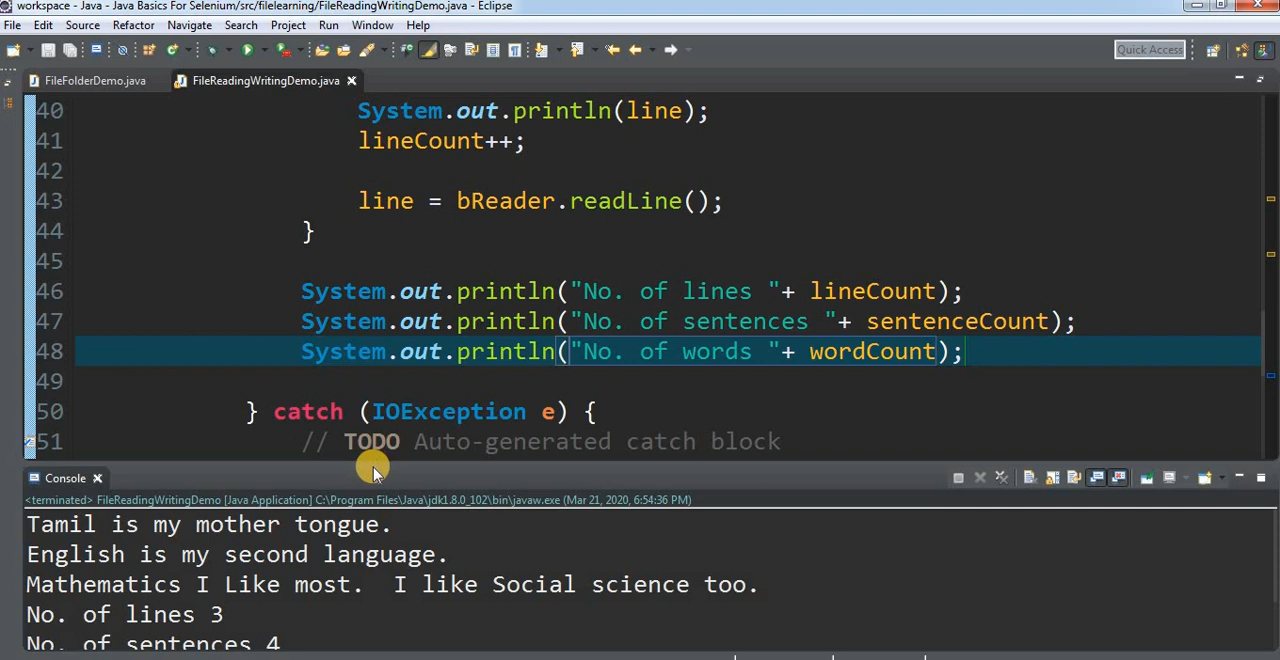 workspace - Java - Java Basics For Selenium/src/filelearning/FileReadingWritingDemo.java - Eclipse
File Edit Source Refactor Navigate Search Project Run Window Help
Quick Access
FileFolderDemo.java FileReadingWritingDemo.java
40 System.out.println(line);
41 lineCount++;
42
43 line = bReader.readLine();
44 }
45
46 System.out.println("No. of lines "+ lineCount);
47 System.out.println("No. of sentences "+ sentenceCount);
48 System.out.println("No. of words "+ wordCount);
49
50 } catch (IOException e) {
51 // TODO Auto-generated catch block
Console
<terminated> FileReadingWritingDemo [Java Application] C:\Program Files\Java\jdk1.8.0_102\bin\javaw.exe (Mar 21, 2020, 6:54:36 PM)
Tamil is my mother tongue.
English is my second language.
Mathematics I Like most.  I like Social science too.
No. of lines 3
No. of sentences 4